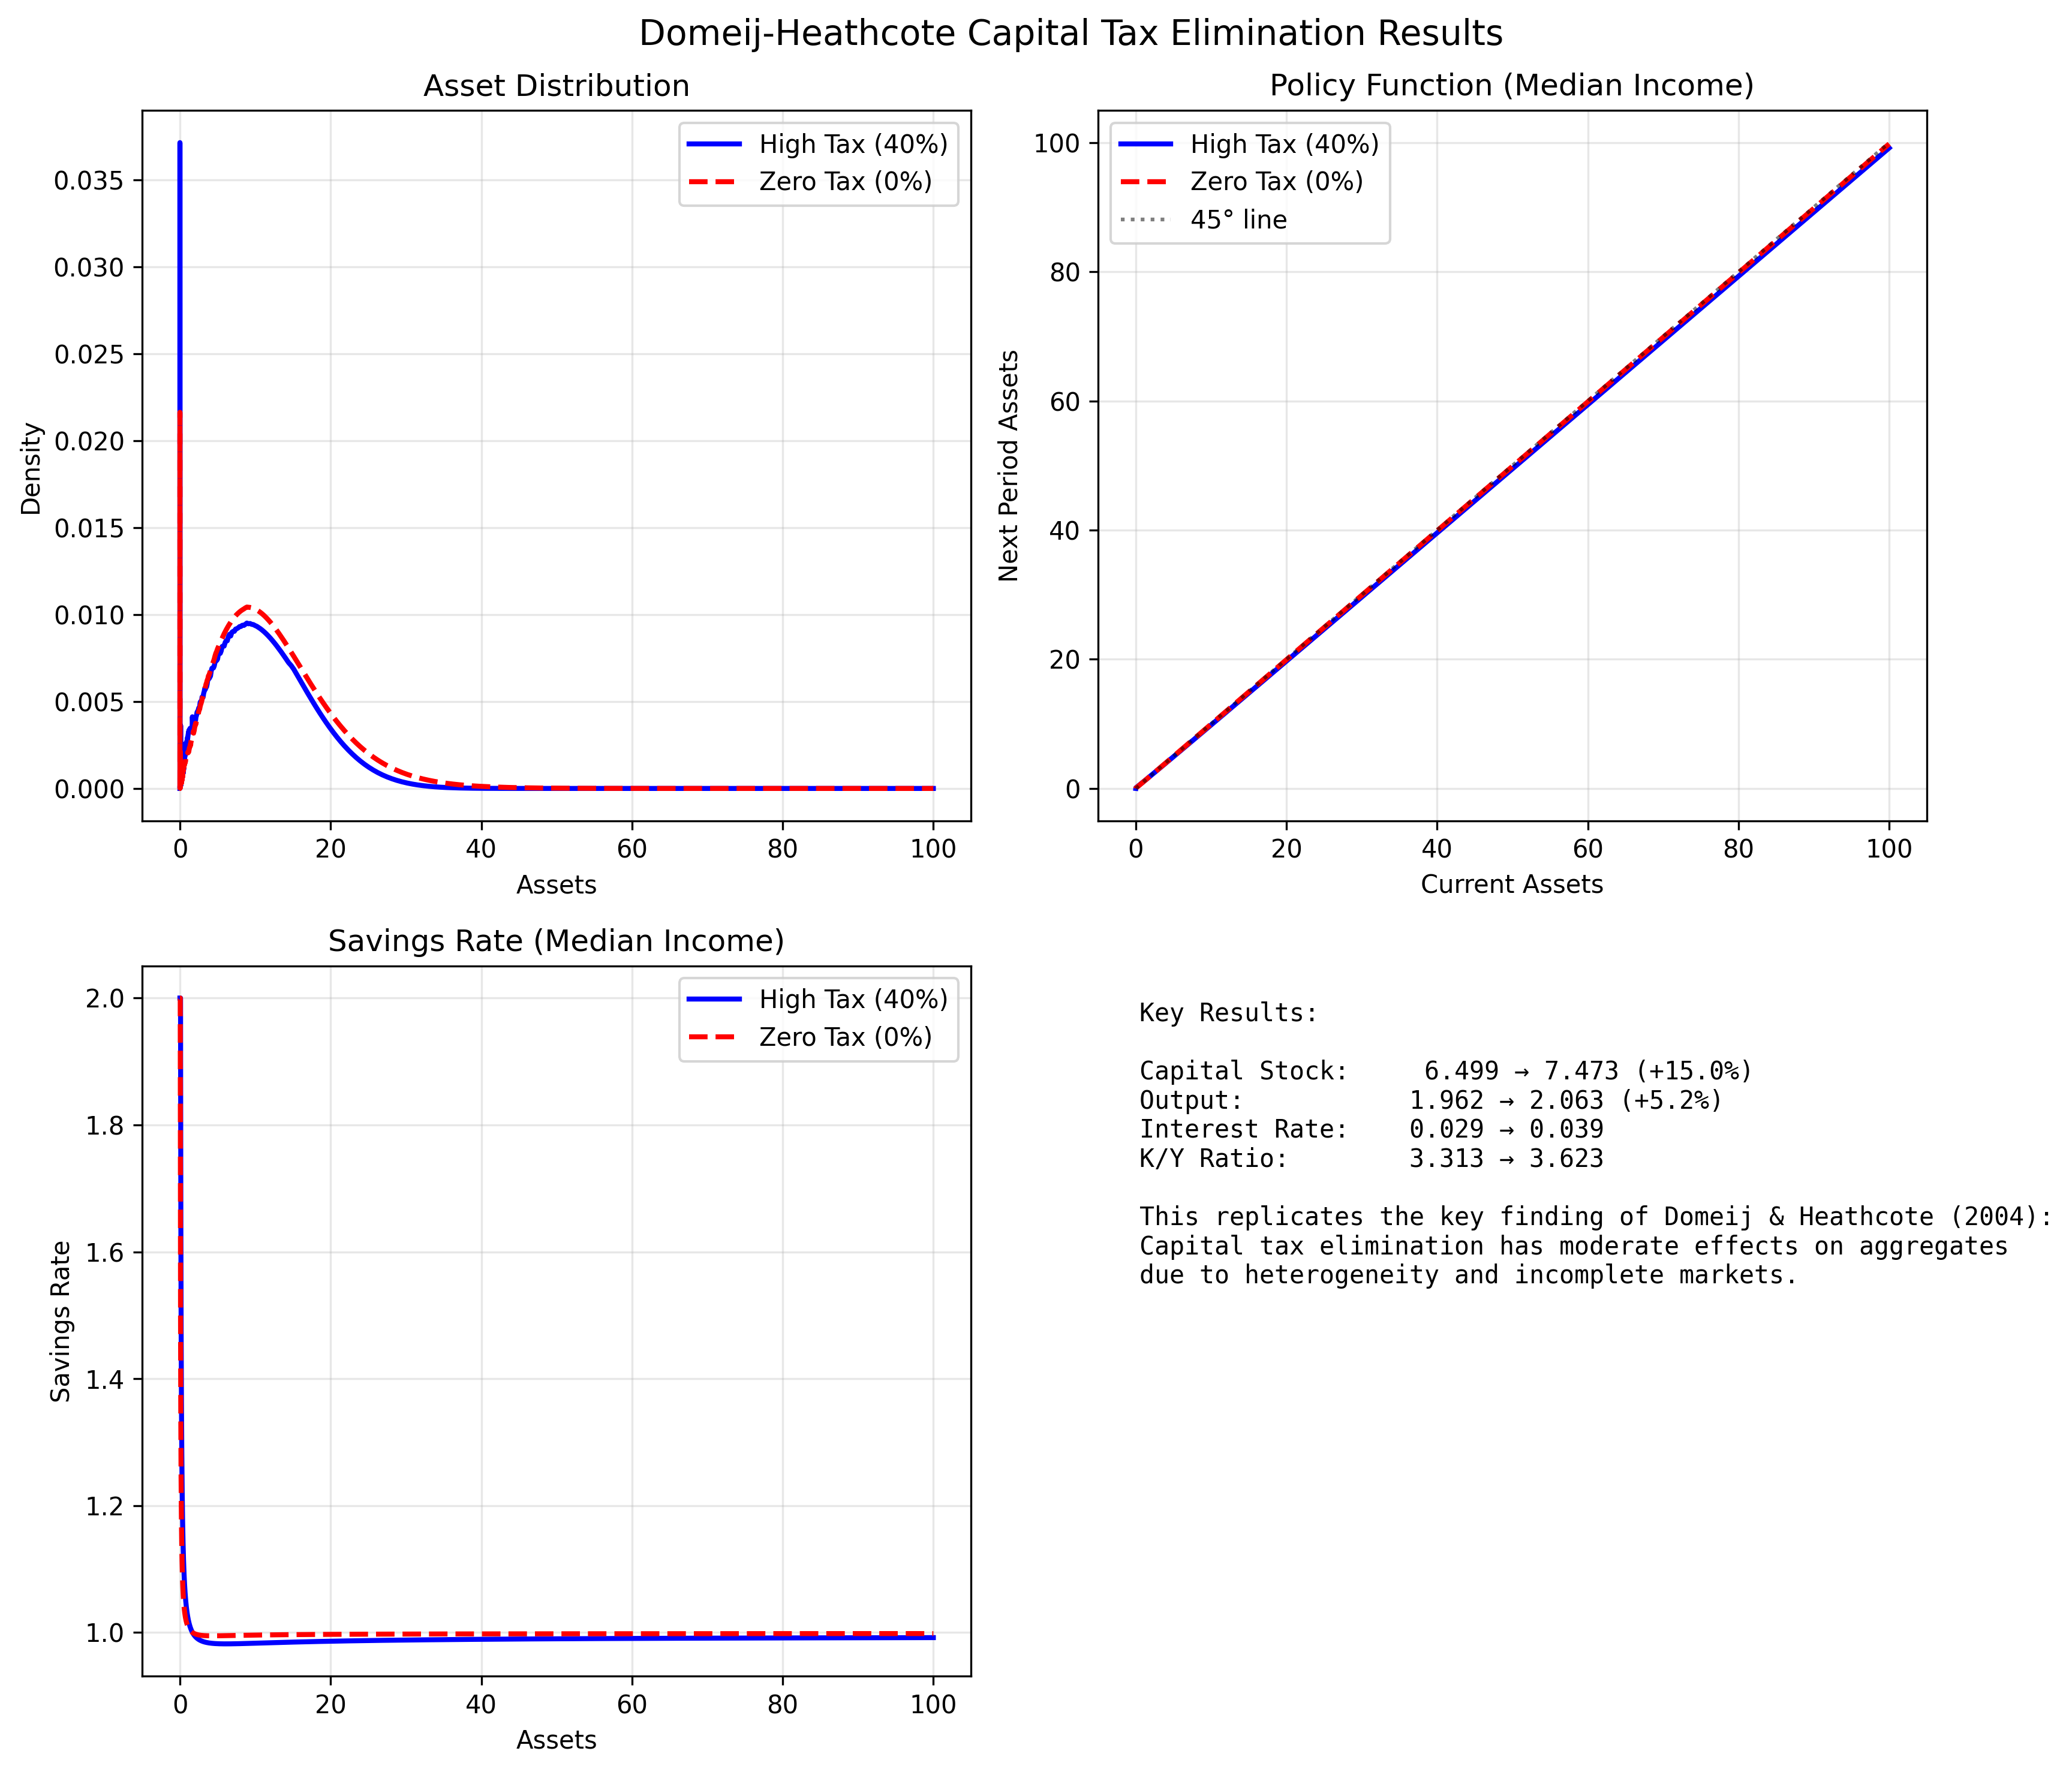 Domeij-Heathcote Capital Tax Elimination Results
Asset Distribution
High Tax (40%)
Zero Tax (0%)
Density
0.035
0.030
0.025
0.020
0.015
0.010
0.005
0.000
0 20 40 60 80 100
Assets
Policy Function (Median Income)
High Tax (40%)
Zero Tax (0%)
45° line
Next Period Assets
100
80
60
40
20
0
0 20 40 60 80 100
Current Assets
Savings Rate (Median Income)
High Tax (40%)
Zero Tax (0%)
Savings Rate
2.0
1.8
1.6
1.4
1.2
1.0
0 20 40 60 80 100
Assets
Key Results:
Capital Stock: 6.499 → 7.473 (+15.0%)
Output: 1.962 → 2.063 (+5.2%)
Interest Rate: 0.029 → 0.039
K/Y Ratio: 3.313 → 3.623
This replicates the key finding of Domeij & Heathcote (2004):
Capital tax elimination has moderate effects on aggregates
due to heterogeneity and incomplete markets.